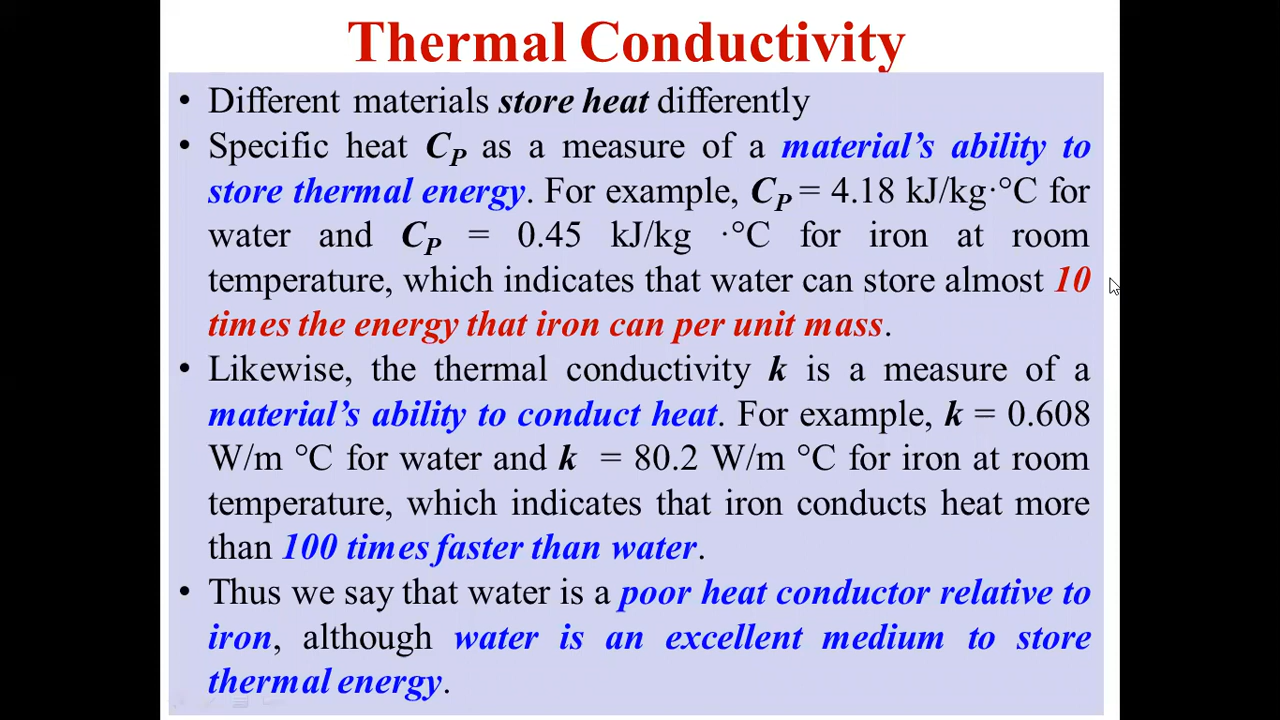 Thermal Conductivity
• Different materials store heat differently
• Specific heat CP as a measure of a material’s ability to
store thermal energy. For example, CP = 4.18 kJ/kg·°C for
water and CP = 0.45 kJ/kg ·°C for iron at room
temperature, which indicates that water can store almost 10
times the energy that iron can per unit mass.
• Likewise, the thermal conductivity k is a measure of a
material’s ability to conduct heat. For example, k = 0.608
W/m °C for water and k = 80.2 W/m °C for iron at room
temperature, which indicates that iron conducts heat more
than 100 times faster than water.
• Thus we say that water is a poor heat conductor relative to
iron, although water is an excellent medium to store
thermal energy.